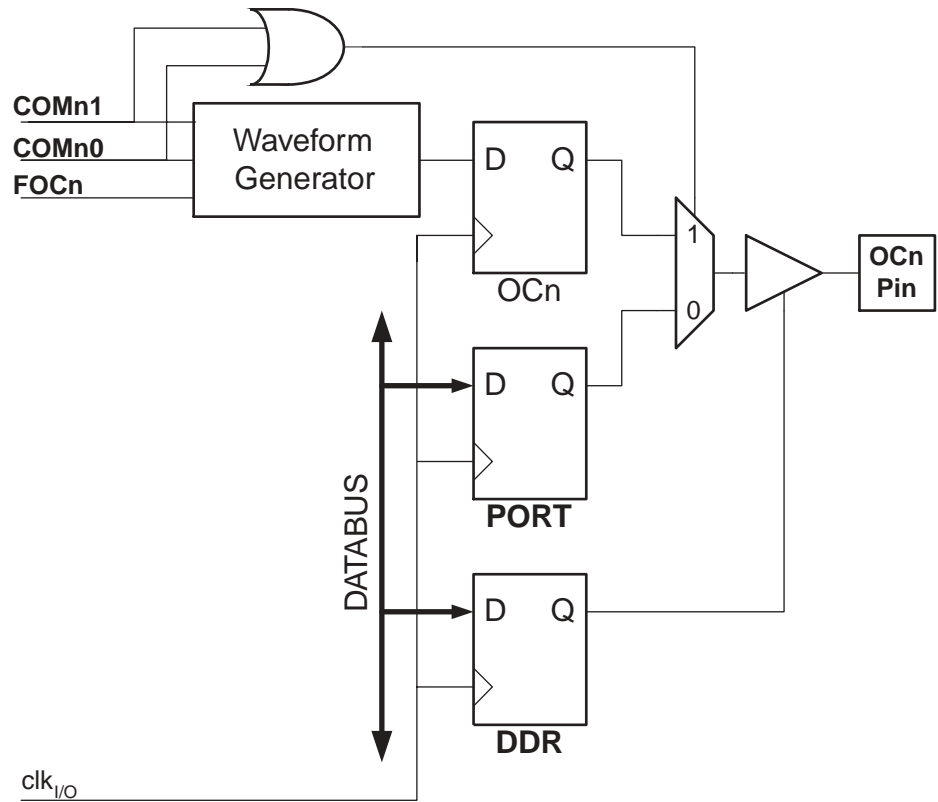 COMn1
COMn0
FOCn
Waveform
Generator
D Q
OCn
1
0
OCn
Pin
D Q
PORT
DATABUS
D Q
DDR
clkI/O